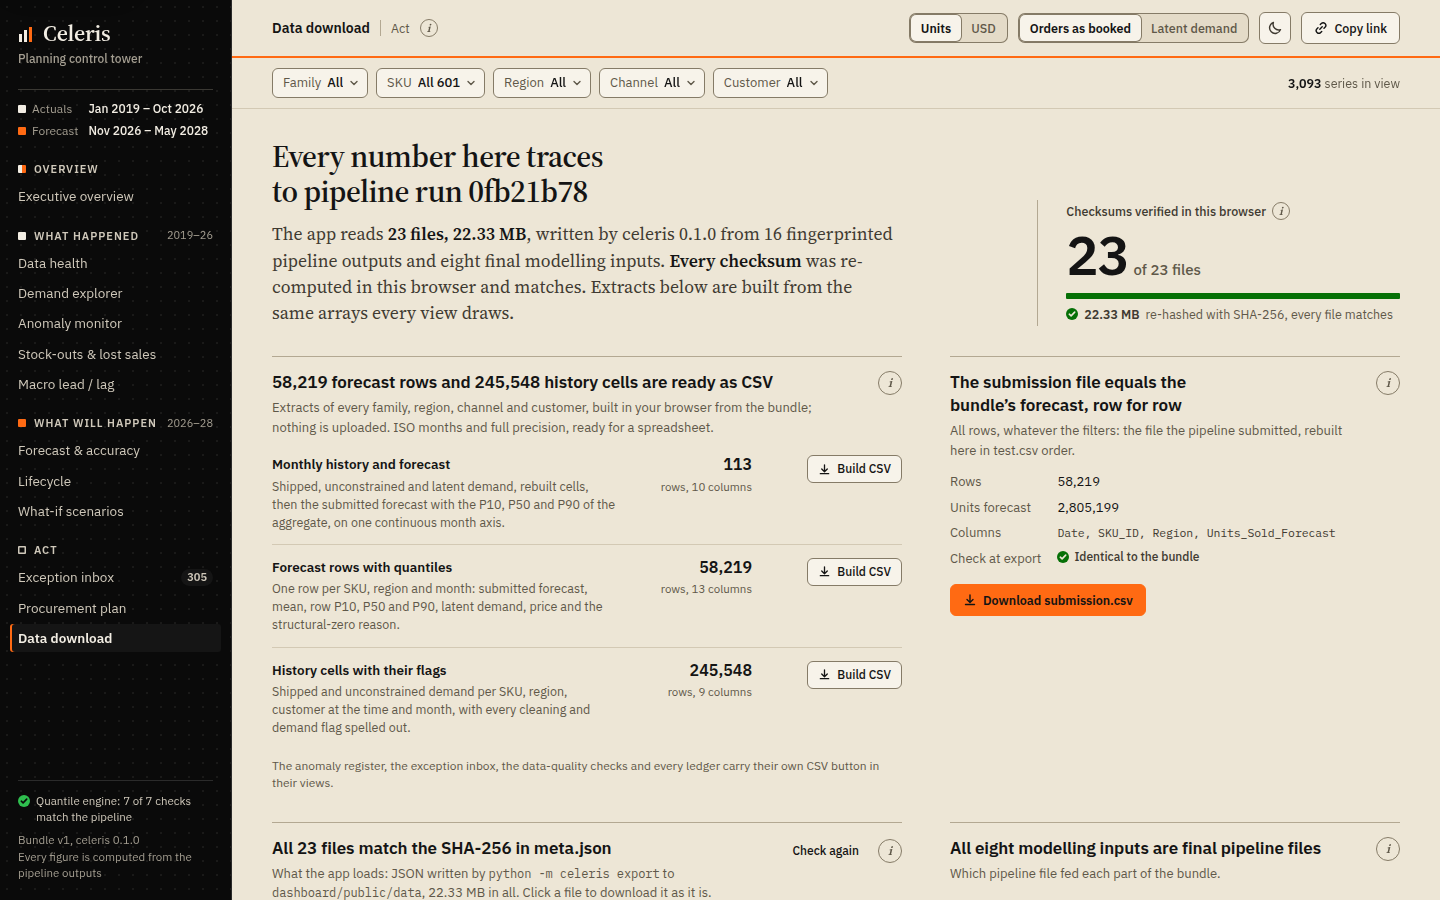 Celeris
Planning control tower
Actuals Jan 2019 – Oct 2026
Forecast Nov 2026 – May 2028
OVERVIEW
Executive overview
WHAT HAPPENED 2019–26
Data health
Demand explorer
Anomaly monitor
Stock-outs & lost sales
Macro lead / lag
WHAT WILL HAPPEN 2026–28
Forecast & accuracy
Lifecycle
What-if scenarios
ACT
Exception inbox 305
Procurement plan
Data download
Quantile engine: 7 of 7 checks
match the pipeline
Bundle v1, celeris 0.1.0
Every figure is computed from the
pipeline outputs
Data download Act i
Units USD Orders as booked Latent demand Copy link
Family All SKU All 601 Region All Channel All Customer All 3,093 series in view
Every number here traces
to pipeline run 0fb21b78
The app reads 23 files, 22.33 MB, written by celeris 0.1.0 from 16 fingerprinted
pipeline outputs and eight final modelling inputs. Every checksum was re-
computed in this browser and matches. Extracts below are built from the
same arrays every view draws.
Checksums verified in this browser i
23 of 23 files
22.33 MB re-hashed with SHA-256, every file matches
58,219 forecast rows and 245,548 history cells are ready as CSV i
Extracts of every family, region, channel and customer, built in your browser from the bundle;
nothing is uploaded. ISO months and full precision, ready for a spreadsheet.
Monthly history and forecast 113 Build CSV
Shipped, unconstrained and latent demand, rebuilt cells, rows, 10 columns
then the submitted forecast with the P10, P50 and P90 of the
aggregate, on one continuous month axis.
Forecast rows with quantiles 58,219 Build CSV
One row per SKU, region and month: submitted forecast, rows, 13 columns
mean, row P10, P50 and P90, latent demand, price and the
structural-zero reason.
History cells with their flags 245,548 Build CSV
Shipped and unconstrained demand per SKU, region, rows, 9 columns
customer at the time and month, with every cleaning and
demand flag spelled out.
The anomaly register, the exception inbox, the data-quality checks and every ledger carry their own CSV button in
their views.
The submission file equals the i
bundle’s forecast, row for row
All rows, whatever the filters: the file the pipeline submitted, rebuilt
here in test.csv order.
Rows 58,219
Units forecast 2,805,199
Columns Date, SKU_ID, Region, Units_Sold_Forecast
Check at export Identical to the bundle
Download submission.csv
All 23 files match the SHA-256 in meta.json Check again i
What the app loads: JSON written by python -m celeris export to
dashboard/public/data, 22.33 MB in all. Click a file to download it as it is.
All eight modelling inputs are final pipeline files i
Which pipeline file fed each part of the bundle.